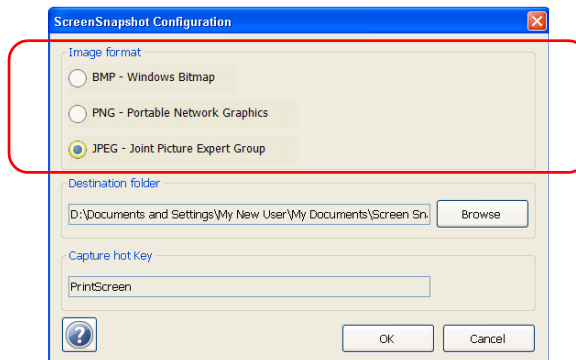 ScreenSnapshot Configuration
Image format
BMP - Windows Bitmap
PNG - Portable Network Graphics
JPEG - Joint Picture Expert Group
Destination folder
D:\Documents and Settings\My New User\My Documents\Screen Sn
Browse
Capture hot Key
PrintScreen
?
OK
Cancel